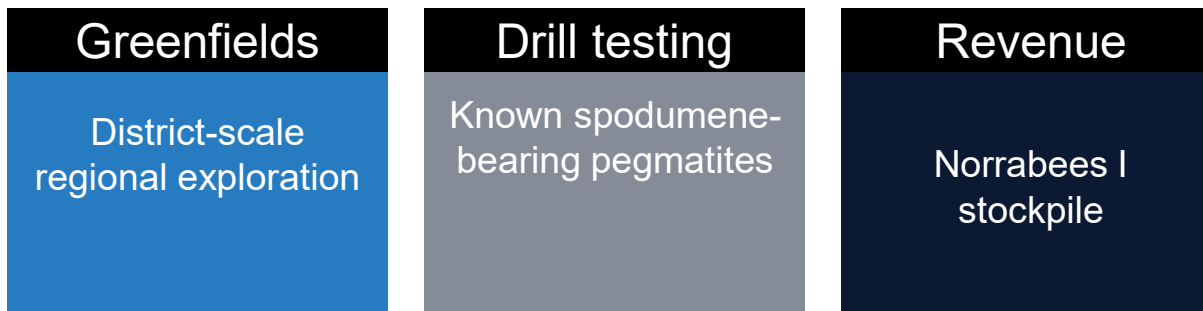 Greenfields
District-scale
regional exploration
Drill testing
Known spodumene-
bearing pegmatites
Revenue
Norrabees I
stockpile